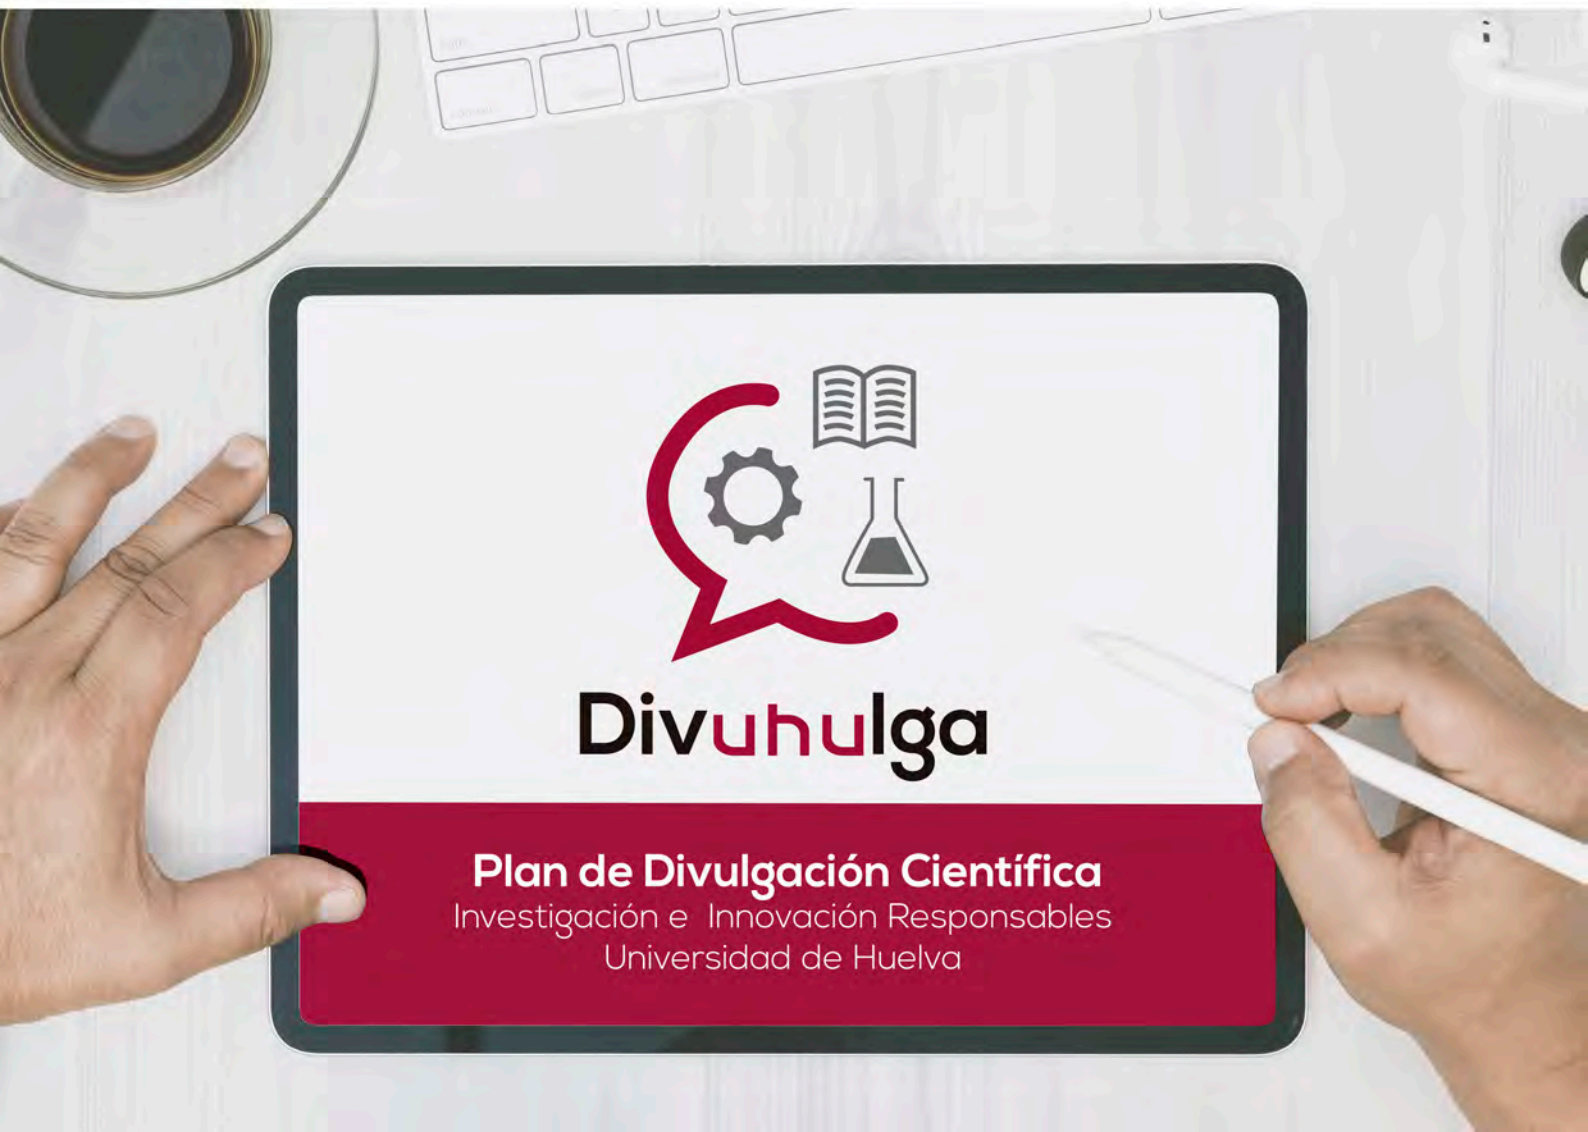 Divuhulga
Plan de Divulgación Científica
Investigación e Innovación Responsables
Universidad de Huelva